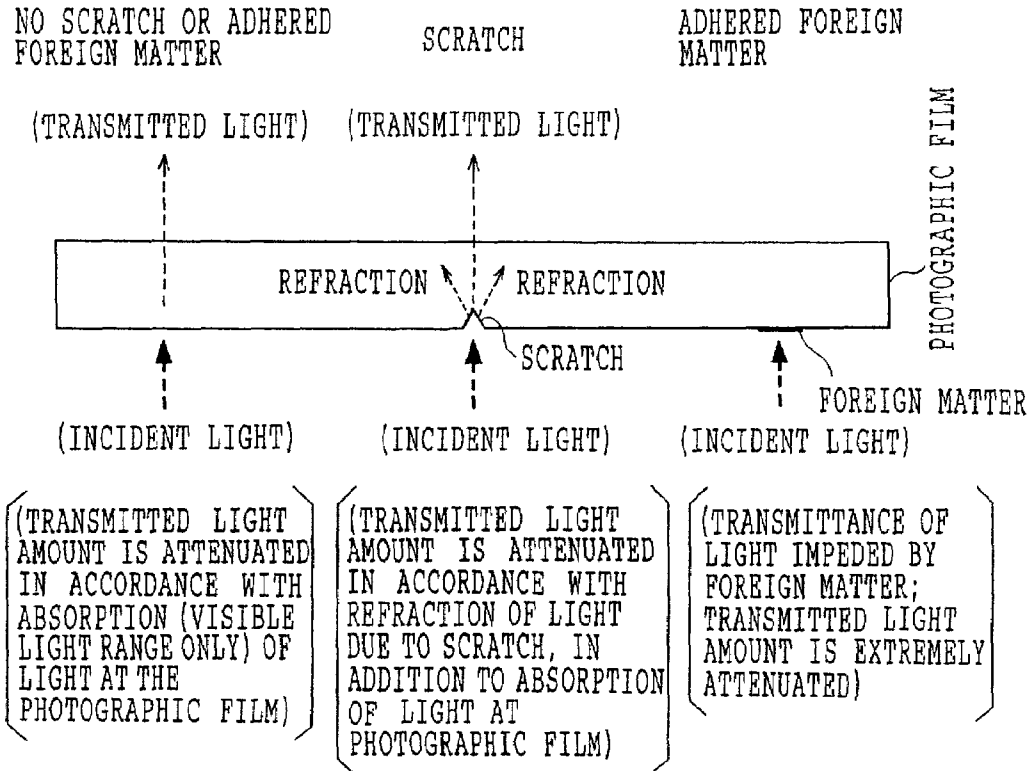 NO SCRATCH OR ADHERED
FOREIGN MATTER
SCRATCH
ADHERED FOREIGN
MATTER
(TRANSMITTED LIGHT)
(TRANSMITTED LIGHT)
PHOTOGRAPHIC FILM
REFRACTION
REFRACTION
SCRATCH
FOREIGN MATTER
(INCIDENT LIGHT)
(INCIDENT LIGHT)
(INCIDENT LIGHT)
(TRANSMITTED LIGHT
AMOUNT IS ATTENUATED
IN ACCORDANCE WITH
ABSORPTION (VISIBLE
LIGHT RANGE ONLY) OF
LIGHT AT THE
PHOTOGRAPHIC FILM)
(TRANSMITTED LIGHT
AMOUNT IS ATTENUATED
IN ACCORDANCE WITH
REFRACTION OF LIGHT
DUE TO SCRATCH, IN
ADDITION TO ABSORPTION
OF LIGHT AT
PHOTOGRAPHIC FILM)
(TRANSMITTANCE OF
LIGHT IMPEDED BY
FOREIGN MATTER;
TRANSMITTED LIGHT
AMOUNT IS EXTREMELY
ATTENUATED)